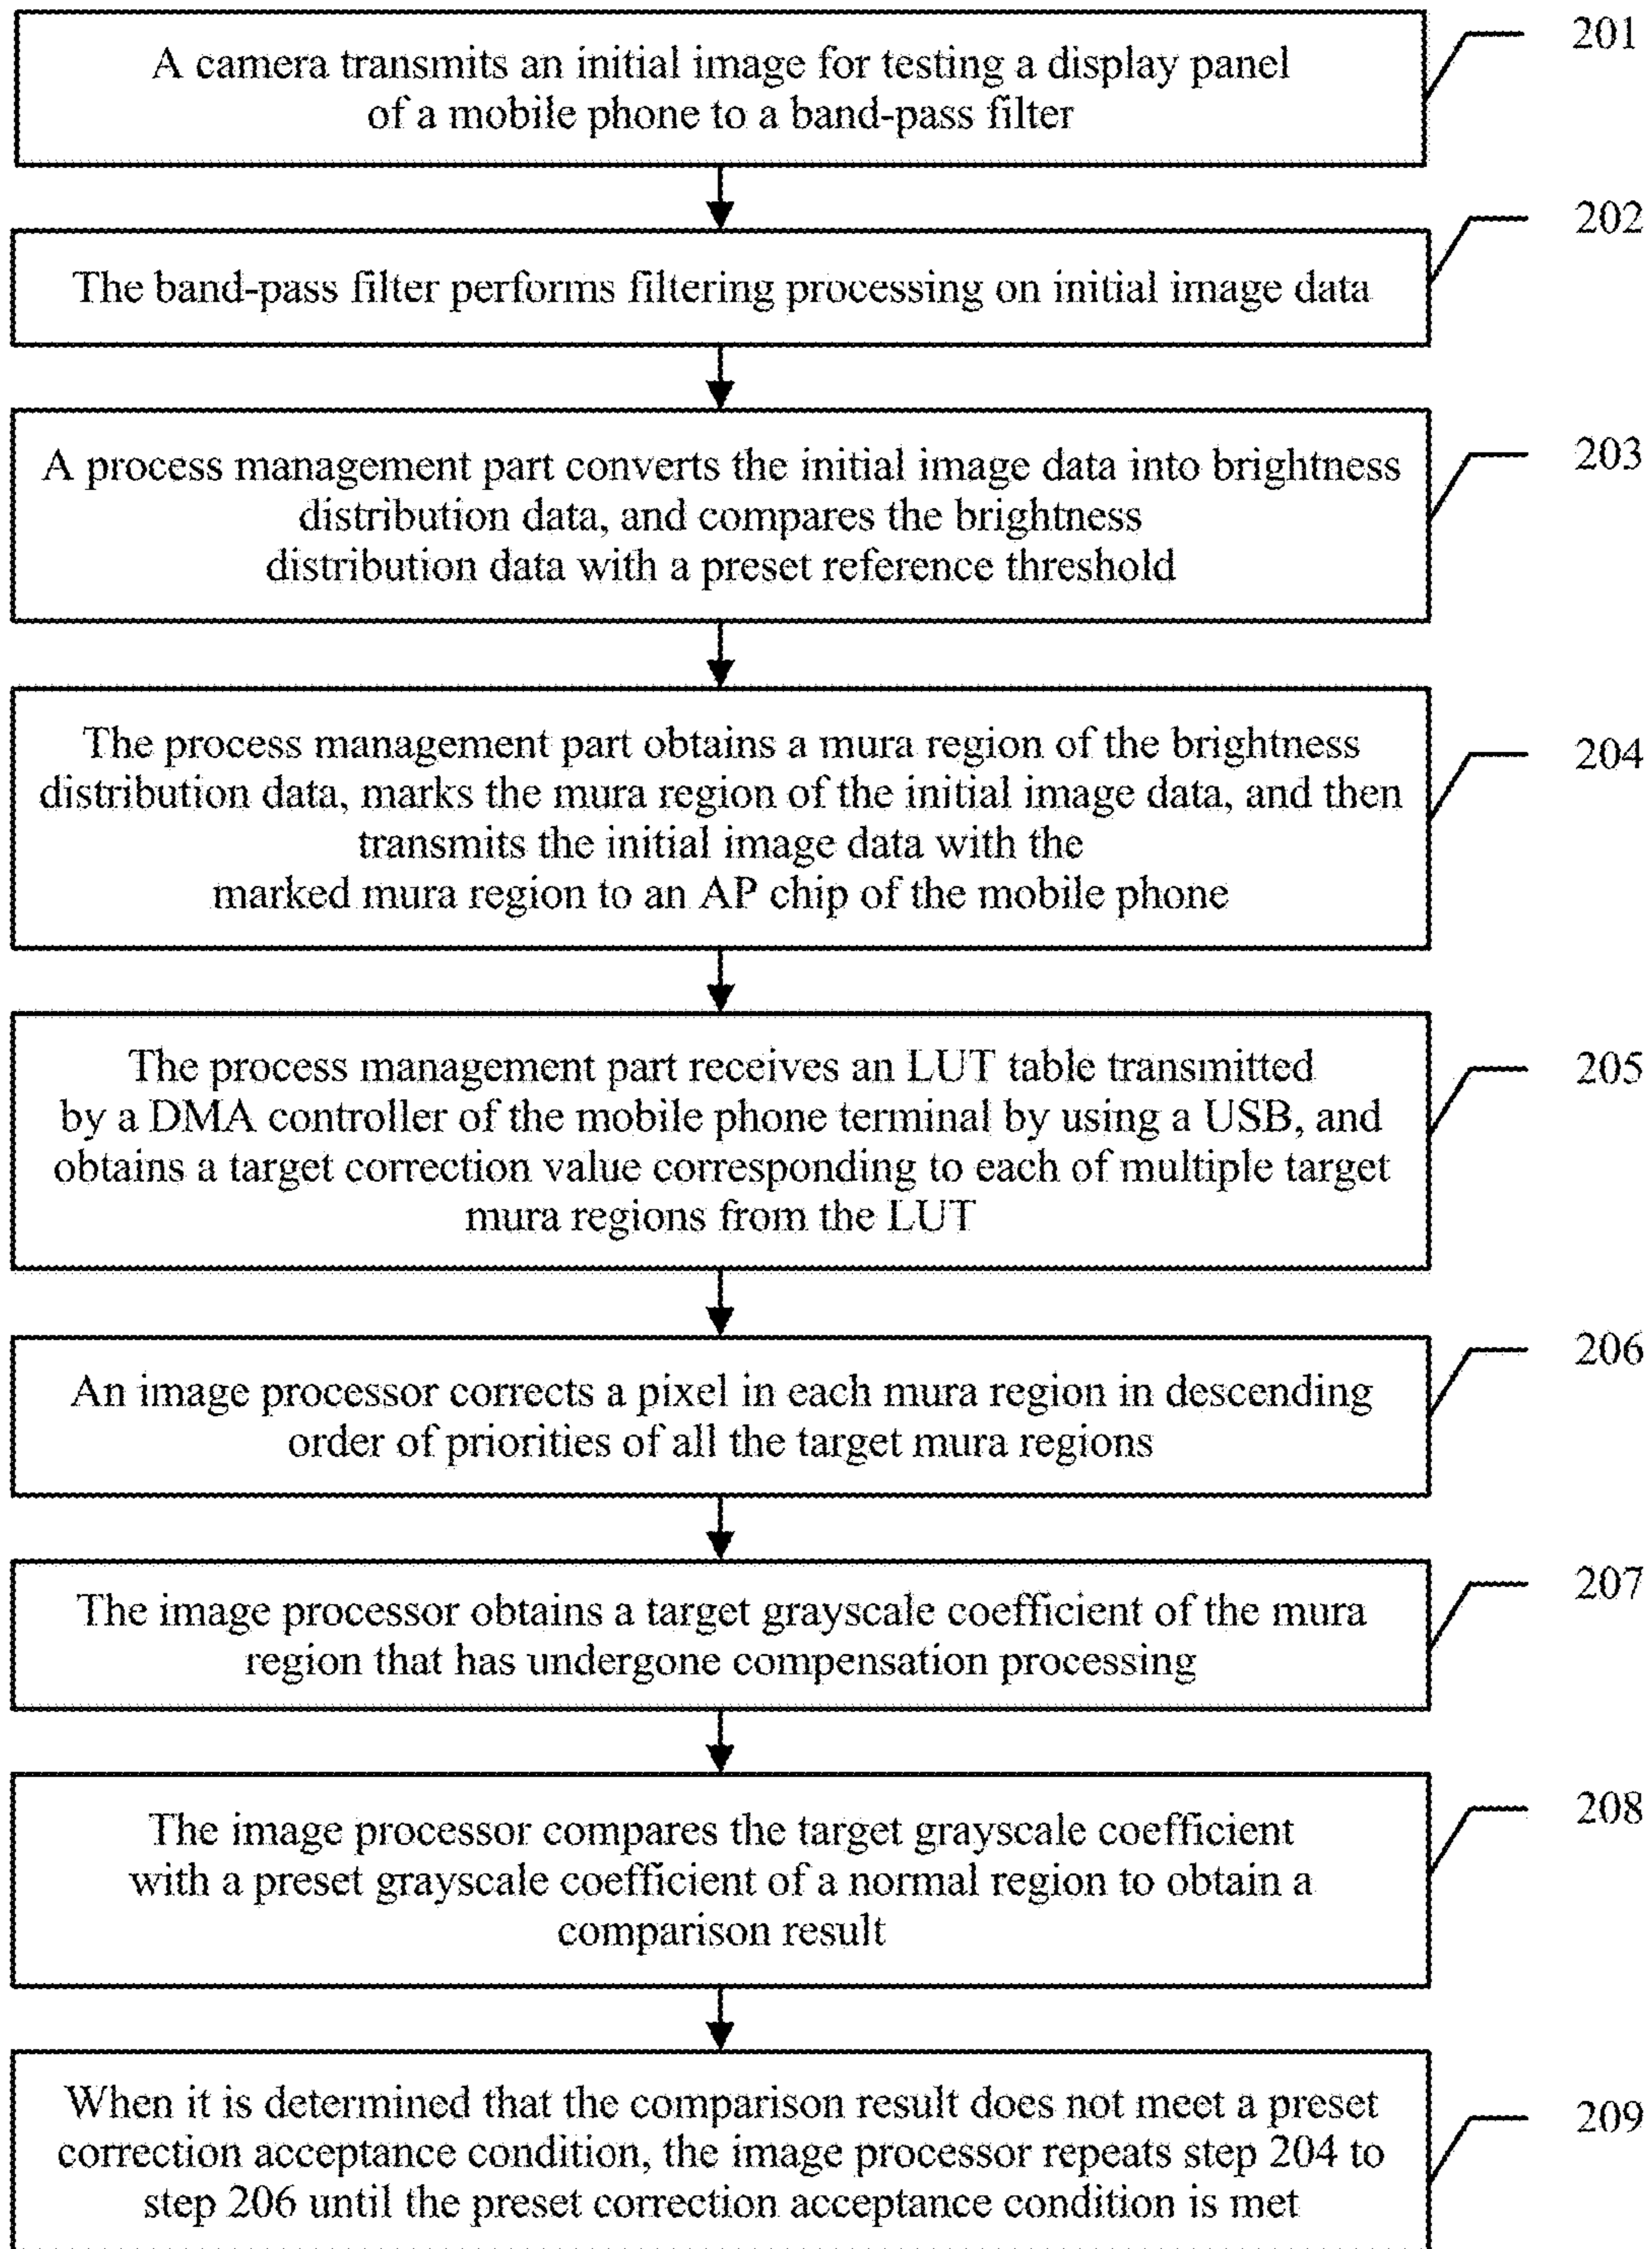 201
A camera transmits an initial image for testing a display panel
of a mobile phone to a band-pass filter
202
The band-pass filter performs filtering processing on initial image data
203
A process management part converts the initial image data into brightness
distribution data, and compares the brightness
distribution data with a preset reference threshold
204
The process management part obtains a mura region of the brightness
distribution data, marks the mura region of the initial image data, and then
transmits the initial image data with the
marked mura region to an AP chip of the mobile phone
205
The process management part receives an LUT table transmitted
by a DMA controller of the mobile phone terminal by using a USB, and
obtains a target correction value corresponding to each of multiple target
mura regions from the LUT
206
An image processor corrects a pixel in each mura region in descending
order of priorities of all the target mura regions
207
The image processor obtains a target grayscale coefficient of the mura
region that has undergone compensation processing
208
The image processor compares the target grayscale coefficient
with a preset grayscale coefficient of a normal region to obtain a
comparison result
209
When it is determined that the comparison result does not meet a preset
correction acceptance condition, the image processor repeats step 204 to
step 206 until the preset correction acceptance condition is met